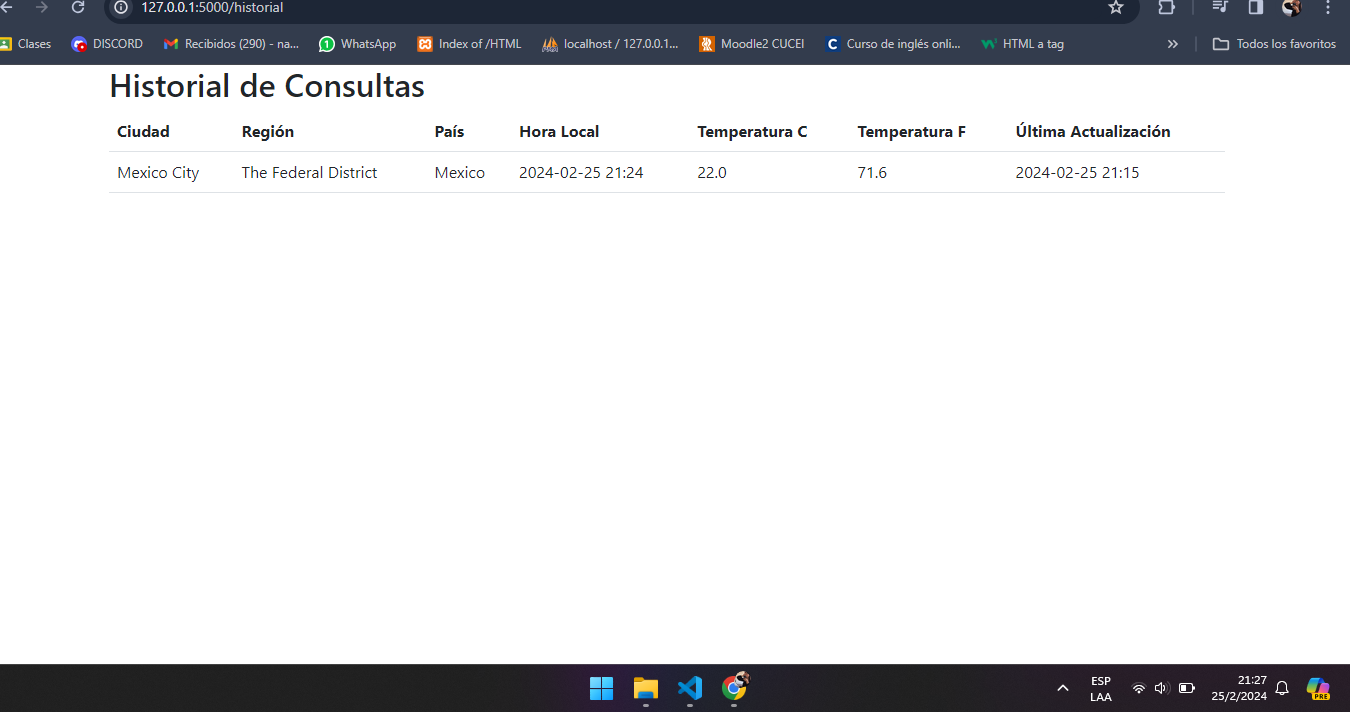 127.0.0.1:5000/historial
Clases DISCORD Recibidos (290) - na... 1 WhatsApp Index of /HTML localhost / 127.0.0.1... Moodle2 CUCEI C Curso de inglés onli... HTML a tag » Todos los favoritos
Historial de Consultas
Ciudad Región País Hora Local Temperatura C Temperatura F Última Actualización
Mexico City The Federal District Mexico 2024-02-25 21:24 22.0 71.6 2024-02-25 21:15
ESP 21:27
LAA 25/2/2024 PRE